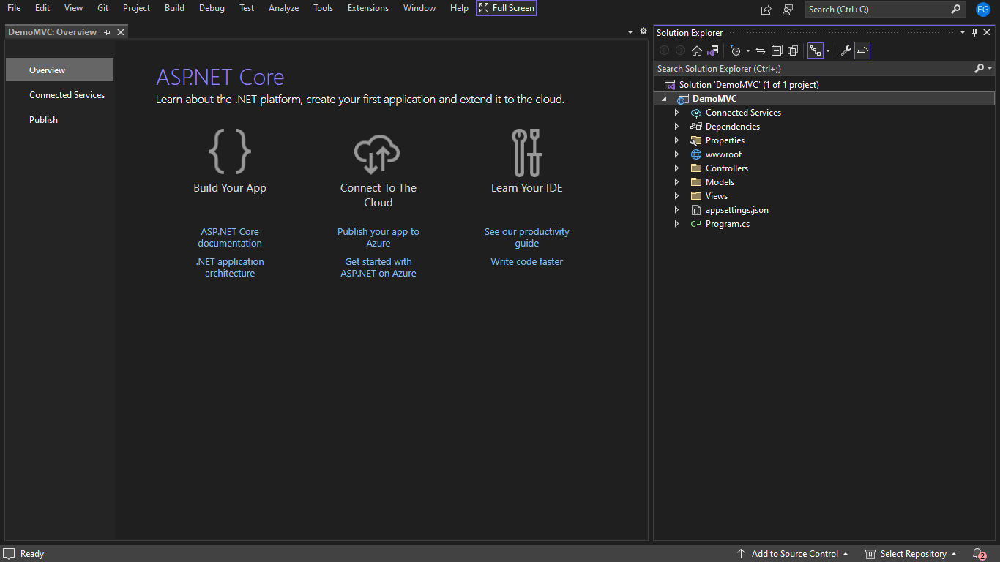 File Edit View Git Project Build Debug Test Analyze Tools Extensions Window Help Full Screen Search (Ctrl+Q) FG
DemoMVC: Overview
Overview
Connected Services
Publish
ASP.NET Core
Learn about the .NET platform, create your first application and extend it to the cloud.
Build Your App
ASP.NET Core
documentation
.NET application
architecture
Connect To The
Cloud
Publish your app to
Azure
Get started with
ASP.NET on Azure
Learn Your IDE
See our productivity
guide
Write code faster
Solution Explorer
Search Solution Explorer (Ctrl+;)
Solution 'DemoMVC' (1 of 1 project)
DemoMVC
Connected Services
Dependencies
Properties
wwwroot
Controllers
Models
Views
appsettings.json
C# Program.cs
Ready Add to Source Control Select Repository 2